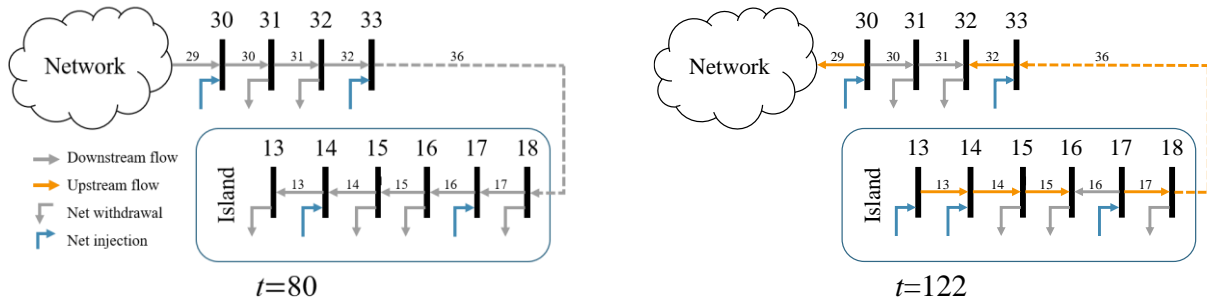 30 31 32 33
29 30 31 32 36
Network
13 14 15 16 17 18
13 14 15 16 17
Island
Downstream flow
Upstream flow
Net withdrawal
Net injection
t=80
30 31 32 33
29 30 31 32 36
Network
13 14 15 16 17 18
13 14 15 16 17
Island
t=122